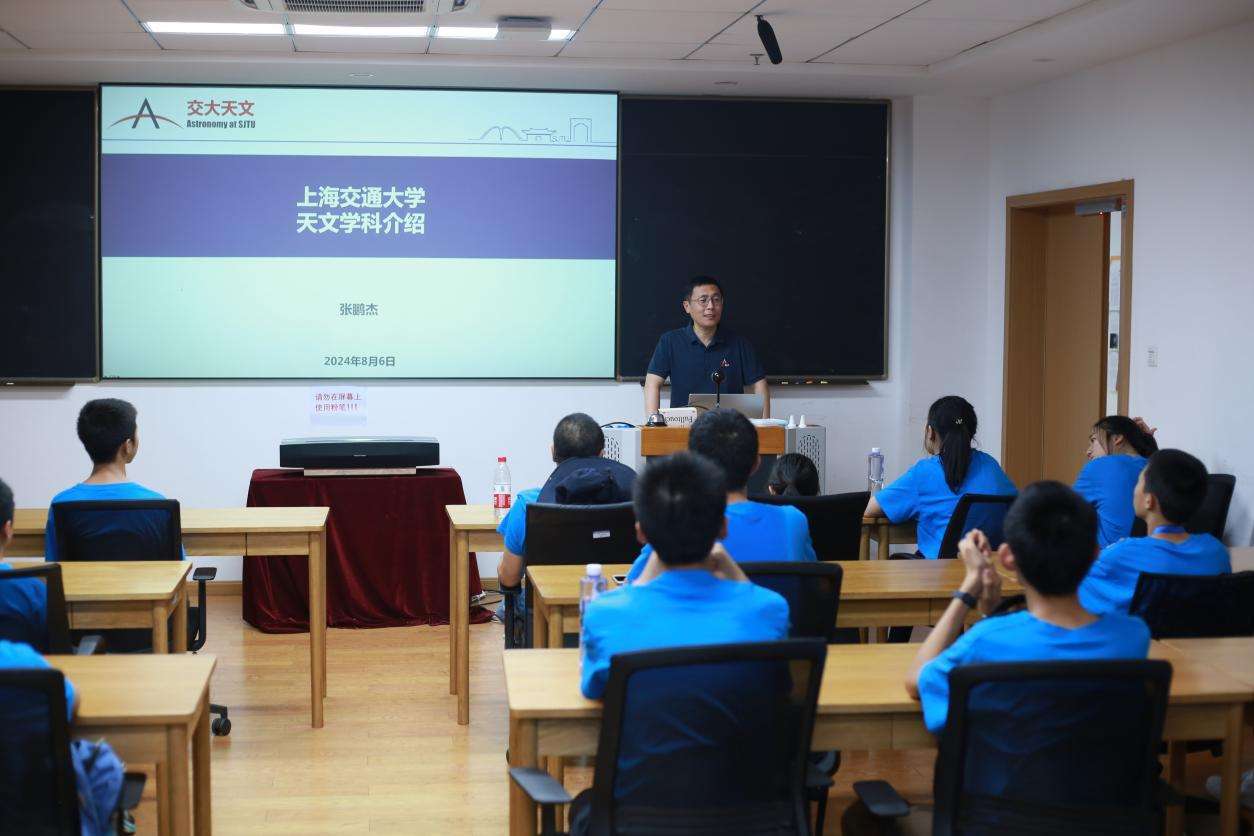 交大天文
Astronomy at SJTU
上海交通大学
天文学科介绍
张鹏杰
2024年8月6日
请勿在屏幕上
使用粉笔!!!